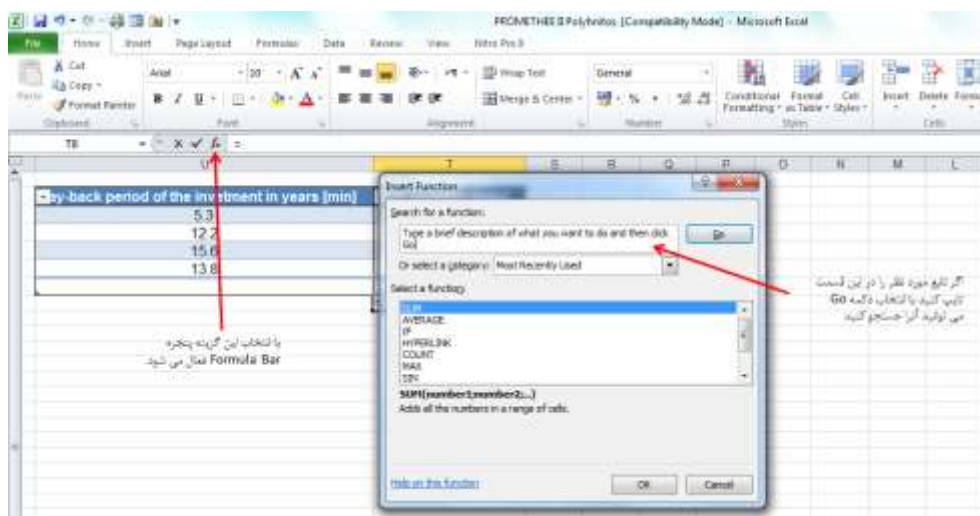 PROMETHEE II Polyhnitos [Compatibility Mode] - Microsoft Excel
File Home Insert Page Layout Formulas Data Review View Nitro Pro 8
Cut
Copy
Format Painter
Clipboard
Arial 10
Font
Wrap Text
Merge & Center
Alignment
General
Number
Conditional Formatting
Format as Table
Cell Styles
Styles
Insert Delete
Cells
T8 fx =
U T S R Q P O N M L
ay-back period of the investment in years [min]
5.3
12.2
15.6
13.8
با انتخاب این گزینه پنجره
Formula Bar فعال می شود.
Insert Function
Search for a function:
Type a brief description of what you want to do and then click
Go
Go
Or select a category: Most Recently Used
Select a function:
SUM
AVERAGE
IF
HYPERLINK
COUNT
MAX
SIN
SUM(number1;number2;...)
Adds all the numbers in a range of cells.
Help on this function
OK Cancel
اگر تابع مورد نظر را در این قسمت
تایپ کنید با انتخاب دکمه Go
می توانید آنرا جستجو کنید